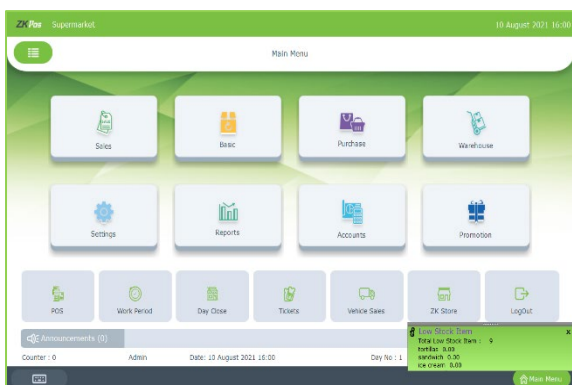 ZKPos Supermarket 10 August 2021 16:00
Main Menu
Sales Basic Purchase Warehouse
Settings Reports Accounts Promotion
POS Work Period Day Close Tickets Vehice Sales ZK Store LogOut
Announcements (0)
Low Stock Item x
Total Low Stock Item : 9
tortillas 0.00
sandwich 0.00
ice cream 0.00
Counter : 0 Admin Date: 10 August 2021 16:00 Day No : 1
Main Menu